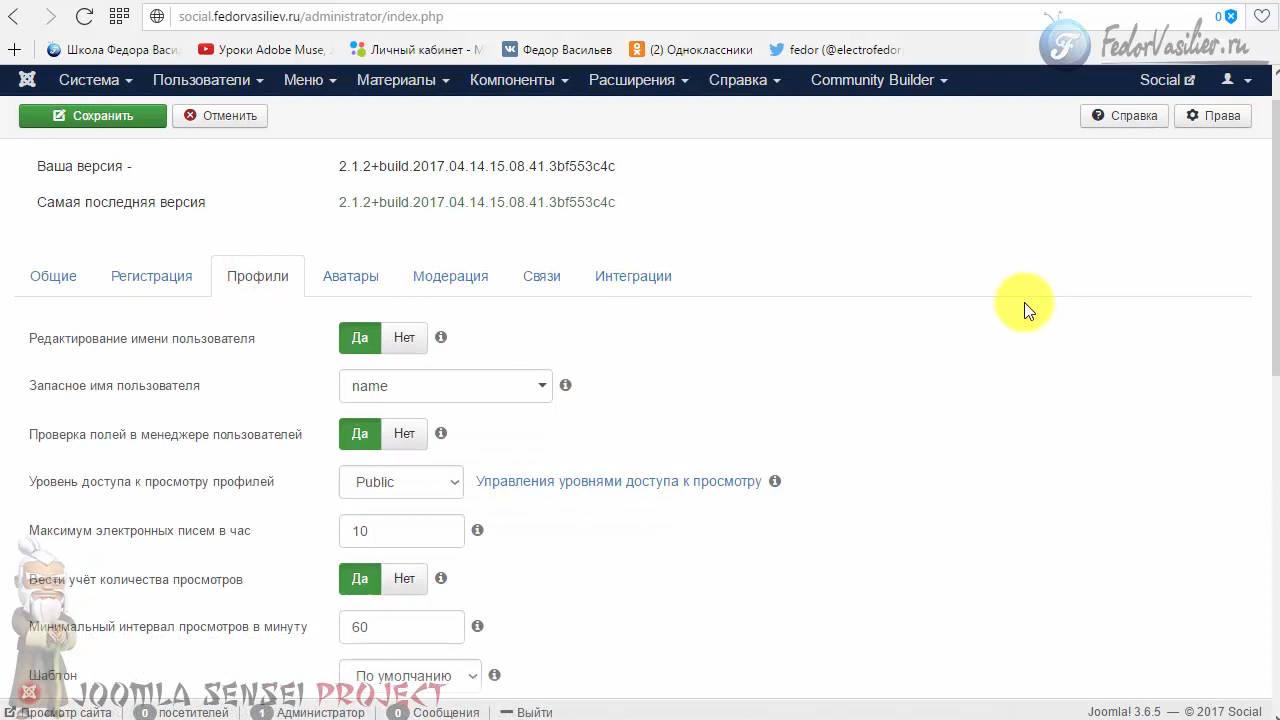 social.fedorvasiliev.ru/administrator/index.php
0
Школа Федора Васил
Уроки Adobe Muse,
Личный кабинет - М
Федор Васильев
(2) Одноклассники
fedor (@electrofedor
FedorVasiliev.ru
Система
Пользователи
Меню
Материалы
Компоненты
Расширения
Справка
Community Builder
Social
Сохранить
Отменить
Справка
Права
Ваша версия -
2.1.2+build.2017.04.14.15.08.41.3bf553c4c
Самая последняя версия
2.1.2+build.2017.04.14.15.08.41.3bf553c4c
Общие
Регистрация
Профили
Аватары
Модерация
Связи
Интеграции
Редактирование имени пользователя
Да Нет
Запасное имя пользователя
name
Проверка полей в менеджере пользователей
Да Нет
Уровень доступа к просмотру профилей
Public
Управления уровнями доступа к просмотру
Максимум электронных писем в час
10
Вести учёт количества просмотров
Да Нет
Минимальный интервал просмотров в минуту
60
Шаблон
По умолчанию
JOOMLA SENSEI PROJECT
Просмотр сайта
0 посетителей
1 Администратор
0 Сообщения
Выйти
Joomla! 3.6.5 — © 2017 Social